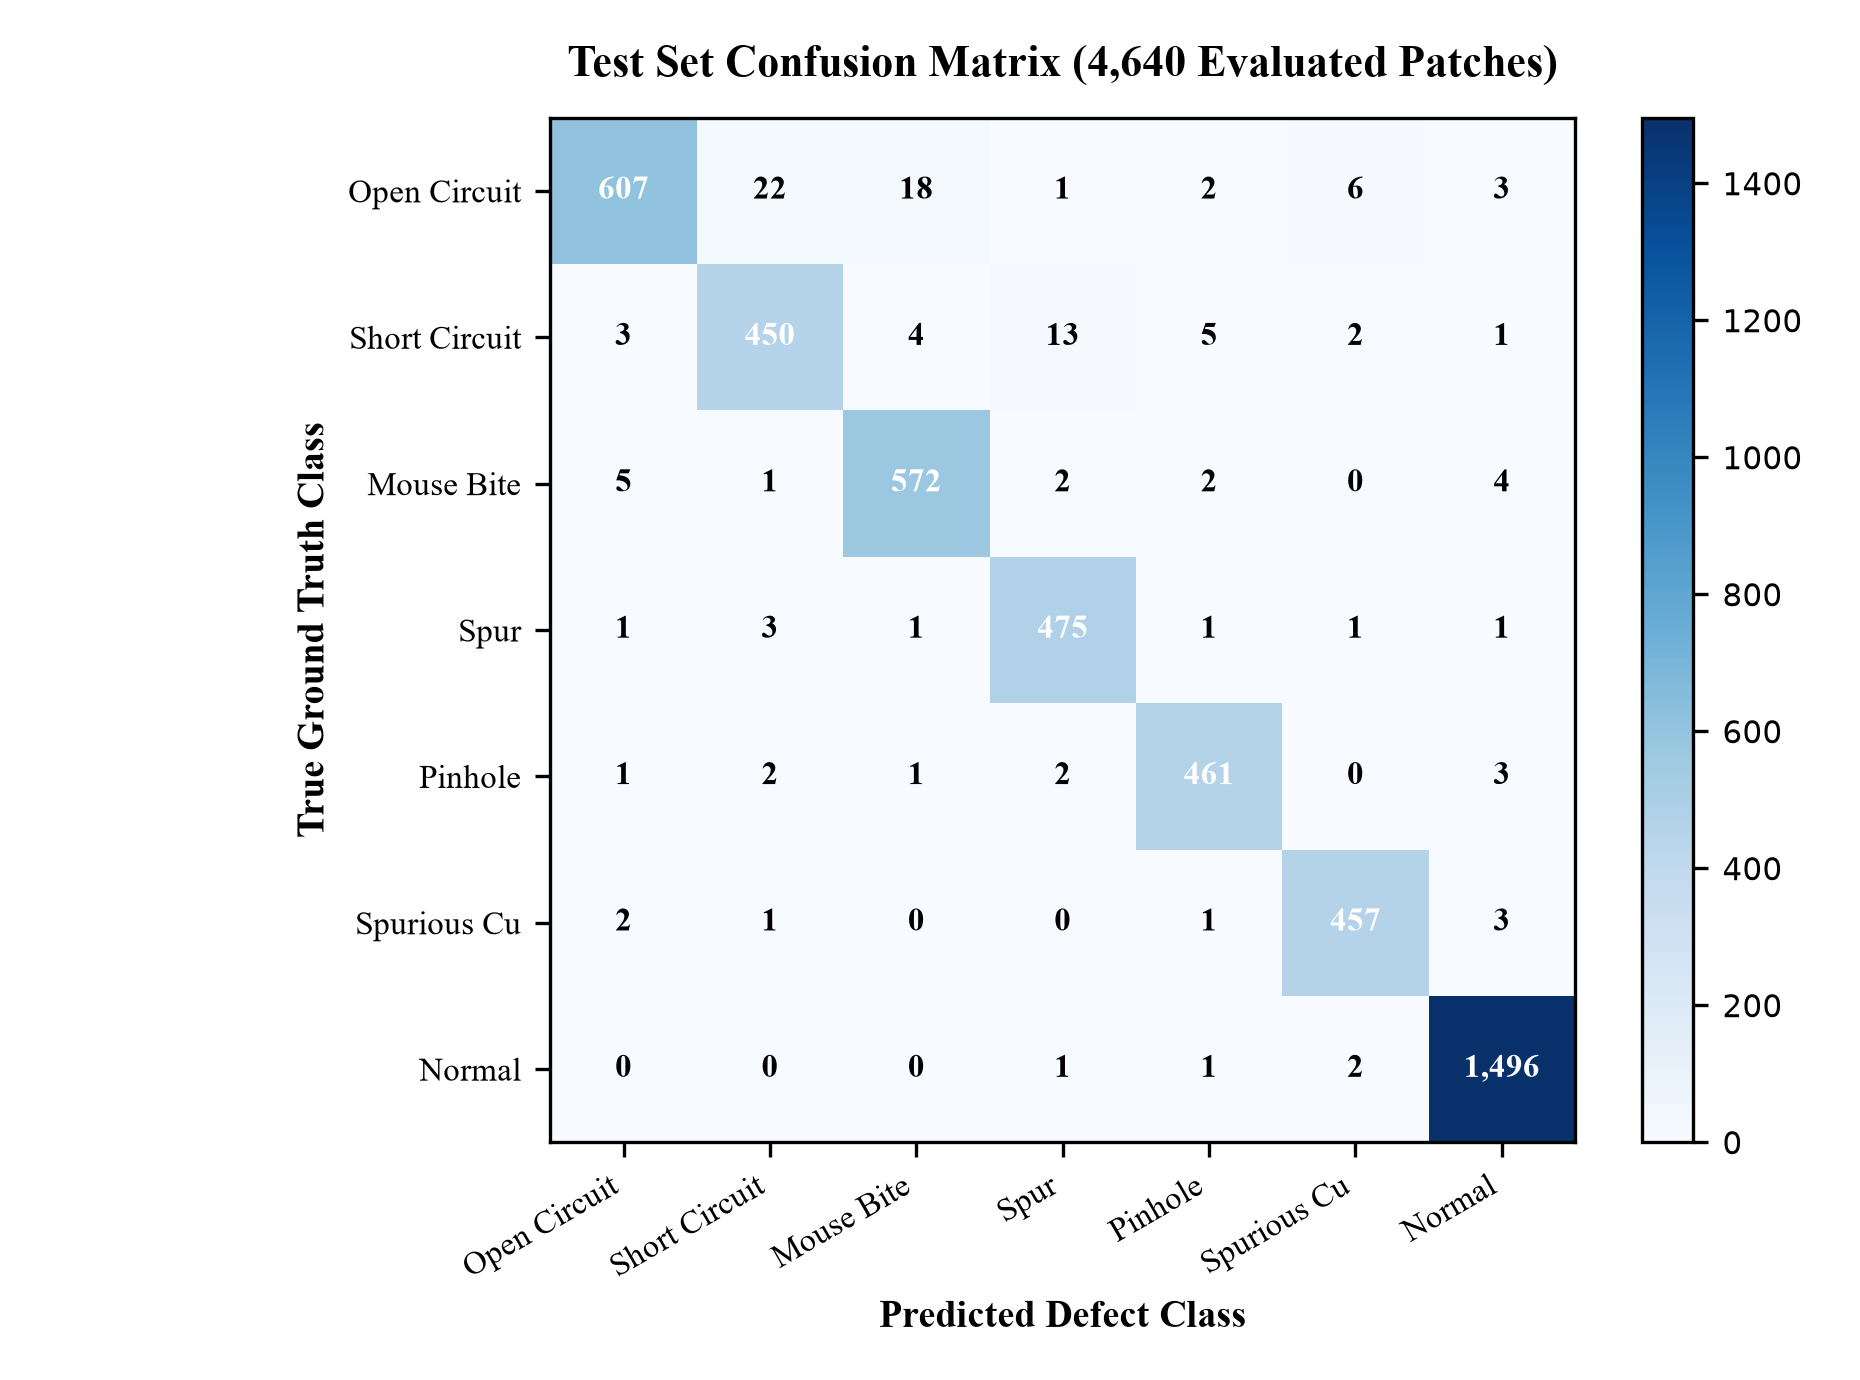 Test Set Confusion Matrix (4,640 Evaluated Patches)
True Ground Truth Class
Open Circuit 607 22 18 1 2 6 3
Short Circuit 3 450 4 13 5 2 1
Mouse Bite 5 1 572 2 2 0 4
Spur 1 3 1 475 1 1 1
Pinhole 1 2 1 2 461 0 3
Spurious Cu 2 1 0 0 1 457 3
Normal 0 0 0 1 1 2 1,496
Open Circuit Short Circuit Mouse Bite Spur Pinhole Spurious Cu Normal
Predicted Defect Class
1400
1200
1000
800
600
400
200
0